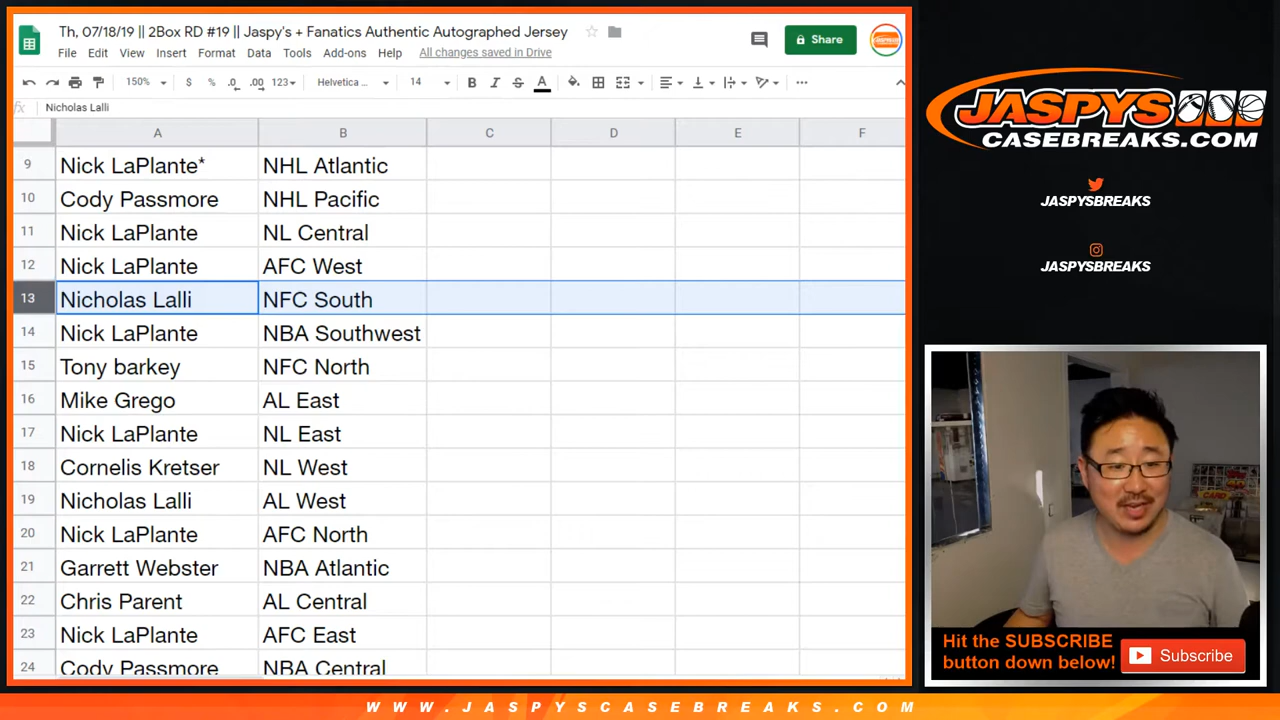 Th, 07/18/19 || 2Box RD #19 || Jaspy's + Fanatics Authentic Autographed Jersey
File Edit View Insert Format Data Tools Add-ons Help All changes saved in Drive
Share
150% $ % .0 .00 123 Helvetica ... 14 B I S A
fx Nicholas Lalli
A B C D E F
9 Nick LaPlante* NHL Atlantic
10 Cody Passmore NHL Pacific
11 Nick LaPlante NL Central
12 Nick LaPlante AFC West
13 Nicholas Lalli NFC South
14 Nick LaPlante NBA Southwest
15 Tony barkey NFC North
16 Mike Grego AL East
17 Nick LaPlante NL East
18 Cornelis Kretser NL West
19 Nicholas Lalli AL West
20 Nick LaPlante AFC North
21 Garrett Webster NBA Atlantic
22 Chris Parent AL Central
23 Nick LaPlante AFC East
24 Cody Passmore NBA Central
JASPYS
CASEBREAKS.COM
JASPYSBREAKS
JASPYSBREAKS
CARD
Hit the SUBSCRIBE
button down below!
Subscribe
WWW.JASPYSCASEBREAKS.COM